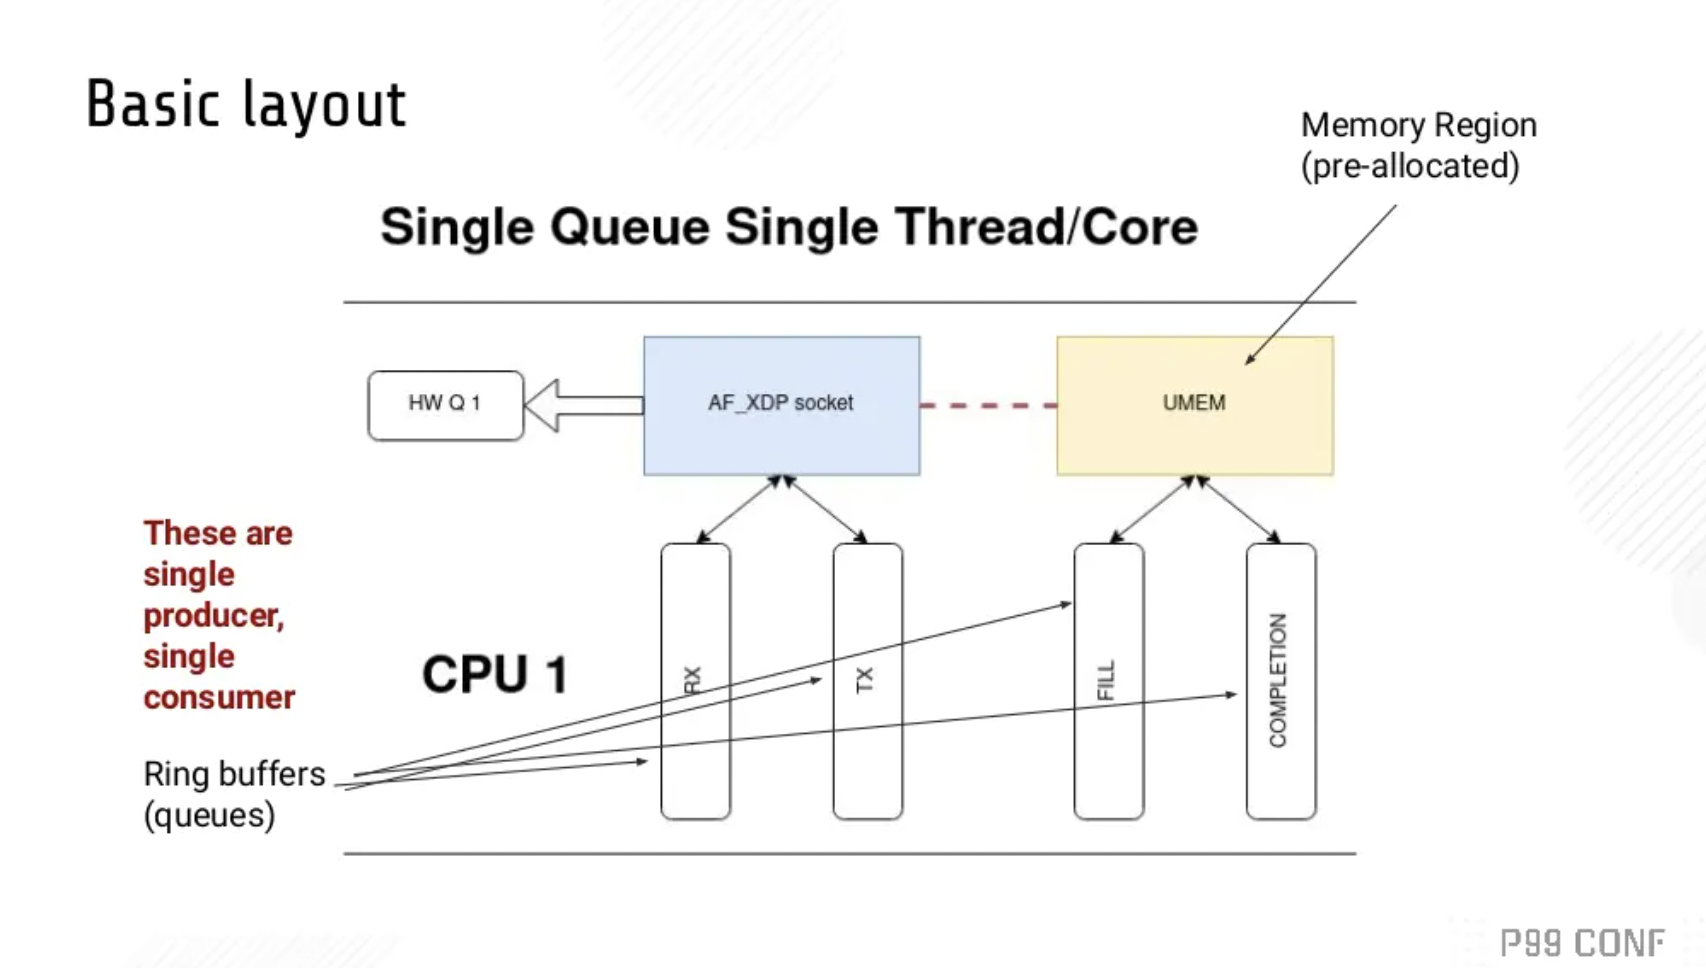 Basic layout
Memory Region
(pre-allocated)
Single Queue Single Thread/Core
HW Q 1
AF_XDP socket
UMEM
These are
single
producer,
single
consumer
CPU 1
RX
TX
FILL
COMPLETION
Ring buffers
(queues)
P99 CONF